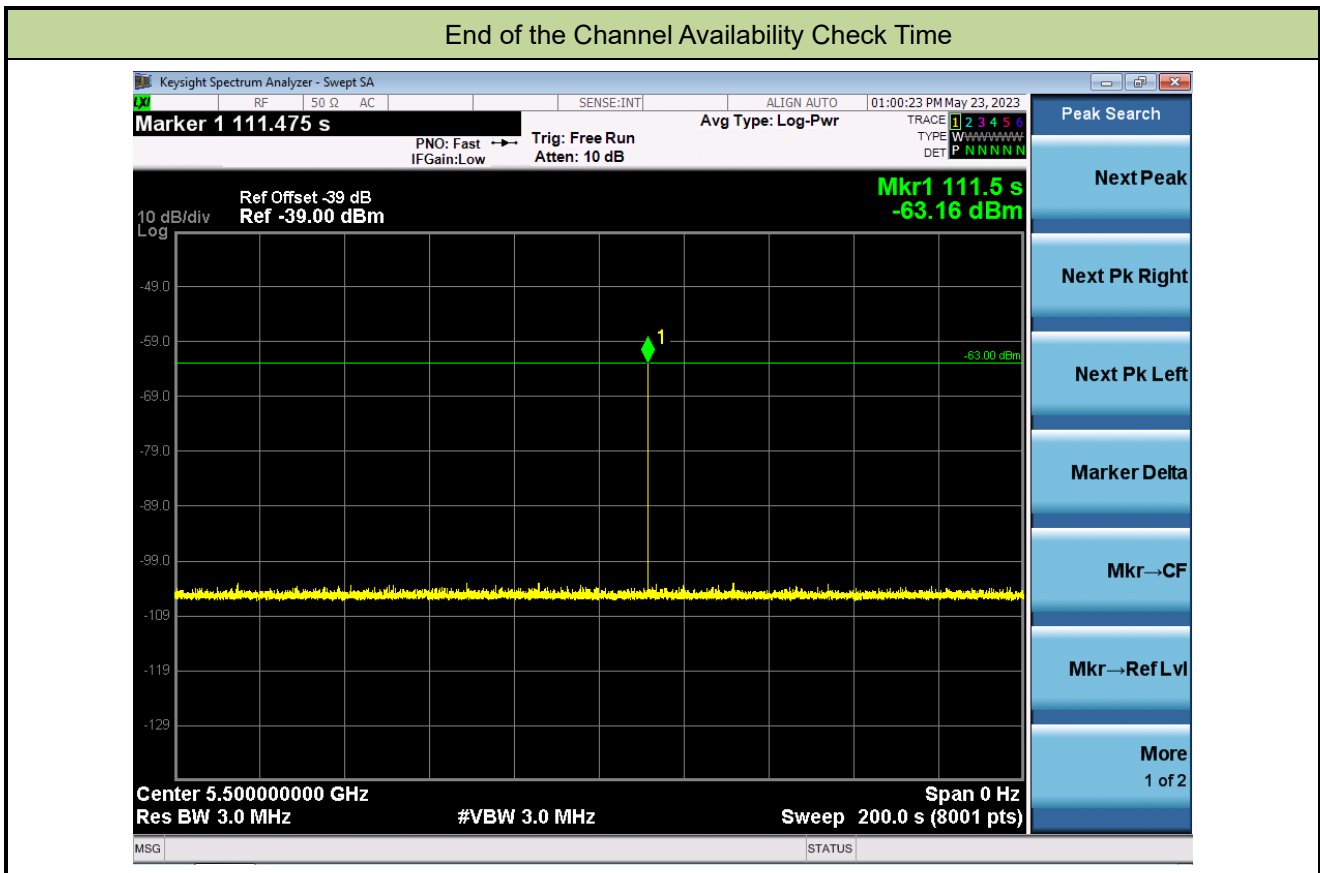 End of the Channel Availability Check Time
Keysight Spectrum Analyzer - Swept SA
LXI RF 50 Ω AC SENSE:INT ALIGN AUTO 01:00:23 PM May 23, 2023
Marker 1 111.475 s
PNO: Fast
IFGain:Low
Trig: Free Run
Atten: 10 dB
Avg Type: Log-Pwr
TRACE 1 2 3 4 5 6
TYPE WWWWWWW
DET P N N N N N
Ref Offset -39 dB
10 dB/div Ref -39.00 dBm
Log
Mkr1 111.5 s
-63.16 dBm
-49.0
-59.0
1
-63.00 dBm
-69.0
-79.0
-89.0
-99.0
-109
-119
-129
Center 5.500000000 GHz
Span 0 Hz
Res BW 3.0 MHz
#VBW 3.0 MHz
Sweep 200.0 s (8001 pts)
MSG
STATUS
Peak Search
Next Peak
Next Pk Right
Next Pk Left
Marker Delta
Mkr→CF
Mkr→Ref Lvl
More
1 of 2